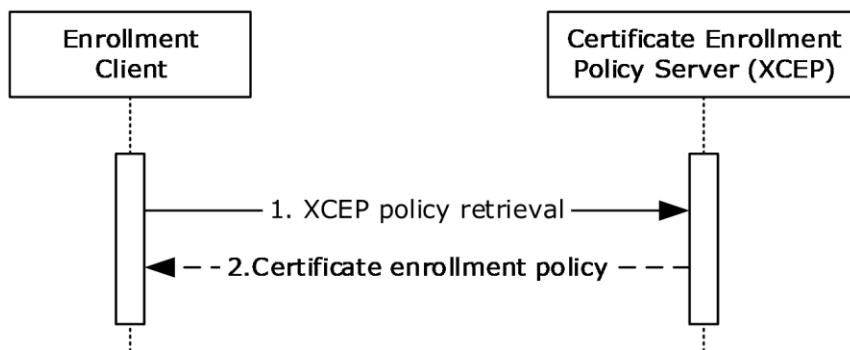 Enrollment
Client
Certificate Enrollment
Policy Server (XCEP)
1. XCEP policy retrieval
2.Certificate enrollment policy